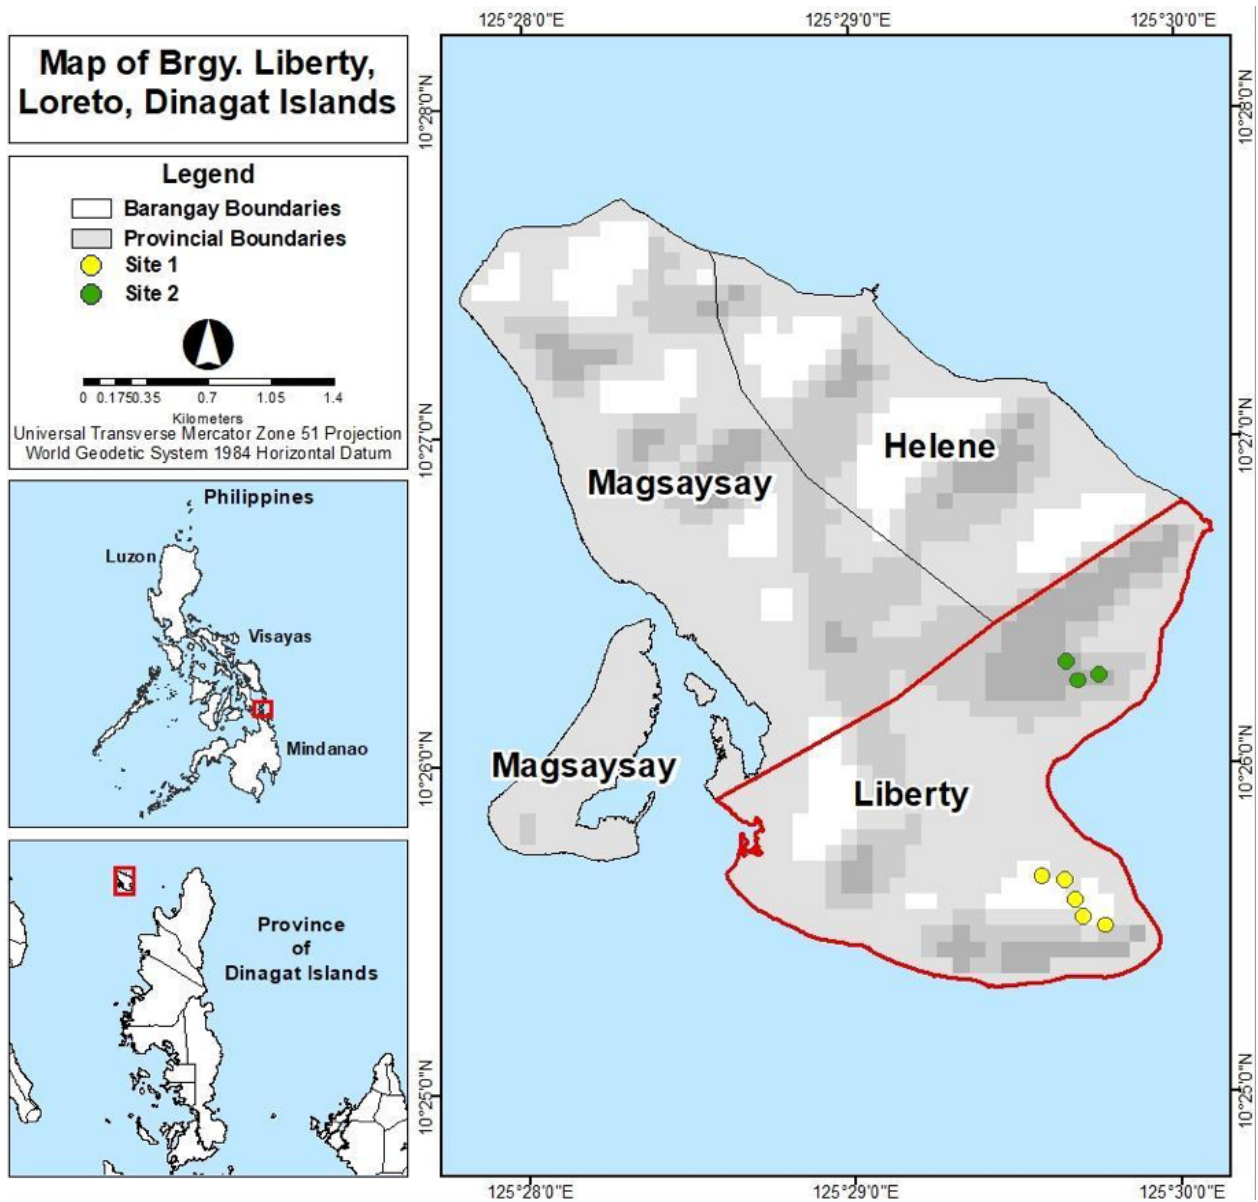 Map of Brgy. Liberty,
Loreto, Dinagat Islands
Legend
Barangay Boundaries
Provincial Boundaries
Site 1
Site 2
0 0.1750.35 0.7 1.05 1.4
Kilometers
Universal Transverse Mercator Zone 51 Projection
World Geodetic System 1984 Horizontal Datum
Philippines
Luzon
Visayas
Mindanao
Province
of
Dinagat Islands
125°28'0"E 125°29'0"E 125°30'0"E
10°28'0"N
10°27'0"N
10°26'0"N
10°25'0"N
Helene
Magsaysay
Magsaysay
Liberty
10°28'0"N
10°27'0"N
10°26'0"N
10°25'0"N
125°28'0"E 125°29'0"E 125°30'0"E